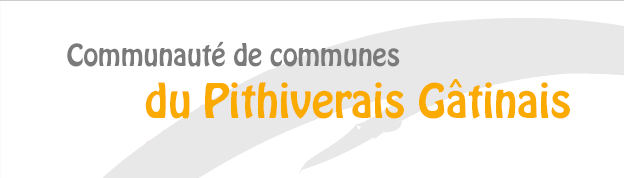 Communauté de communes
du Pithiverais Gâtinais